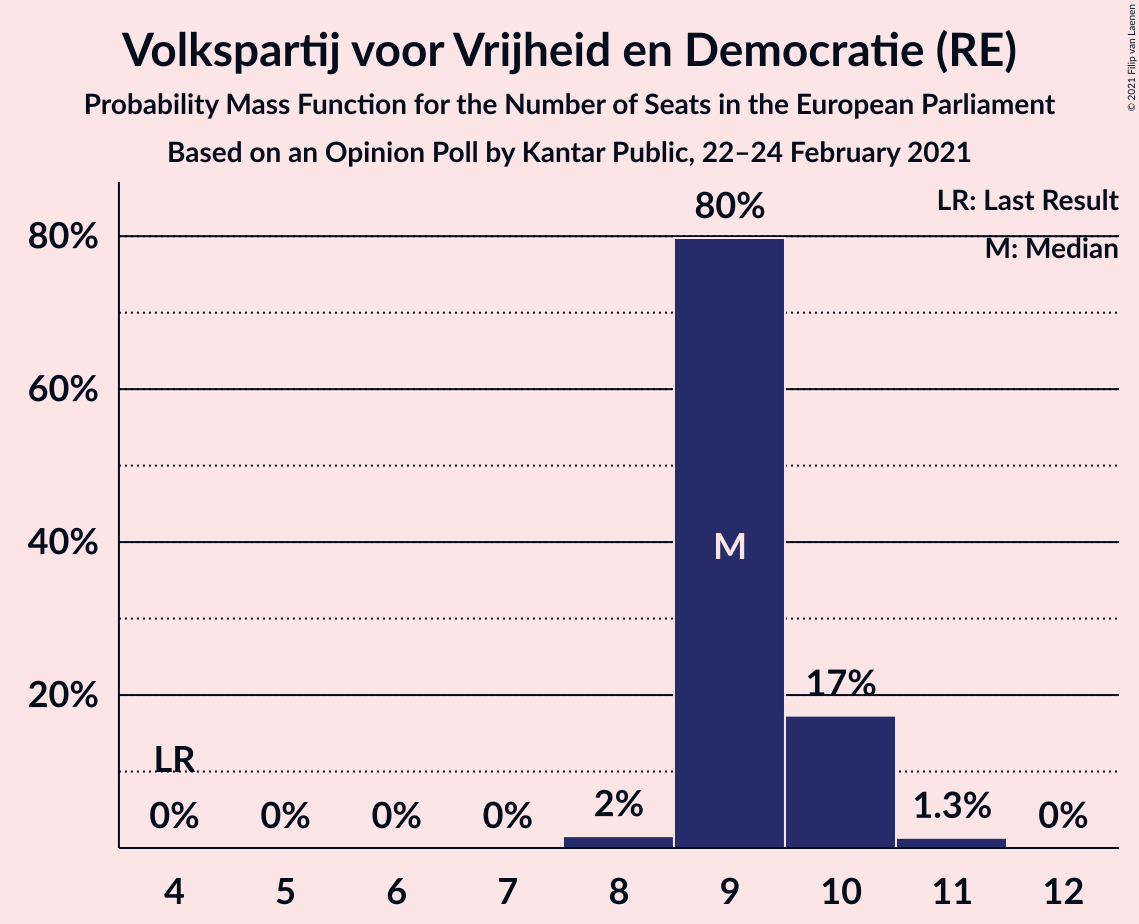 Volkspartij voor Vrijheid en Democratie (RE)
Probability Mass Function for the Number of Seats in the European Parliament
Based on an Opinion Poll by Kantar Public, 22–24 February 2021
© 2021 Filip van Laenen
LR: Last Result
M: Median
80%
60%
40%
20%
LR
0%
0%
0%
0%
2%
80%
M
17%
1.3%
0%
4 5 6 7 8 9 10 11 12